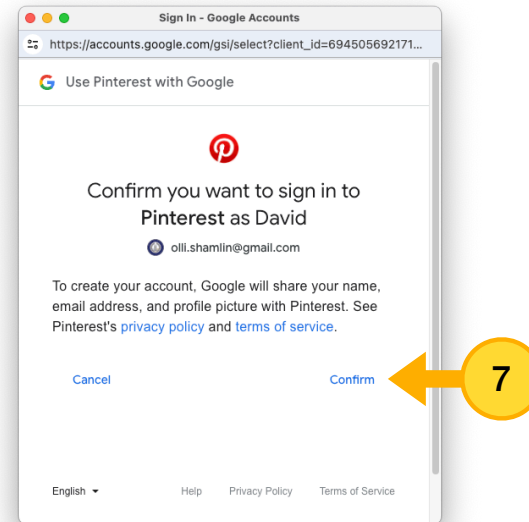 Sign In - Google Accounts
https://accounts.google.com/gsi/select?client_id=694505692171...
Use Pinterest with Google
Confirm you want to sign in to
Pinterest as David
olli.shamlin@gmail.com
To create your account, Google will share your name,
email address, and profile picture with Pinterest. See
Pinterest's privacy policy and terms of service.
Cancel Confirm
7
English Help Privacy Policy Terms of Service